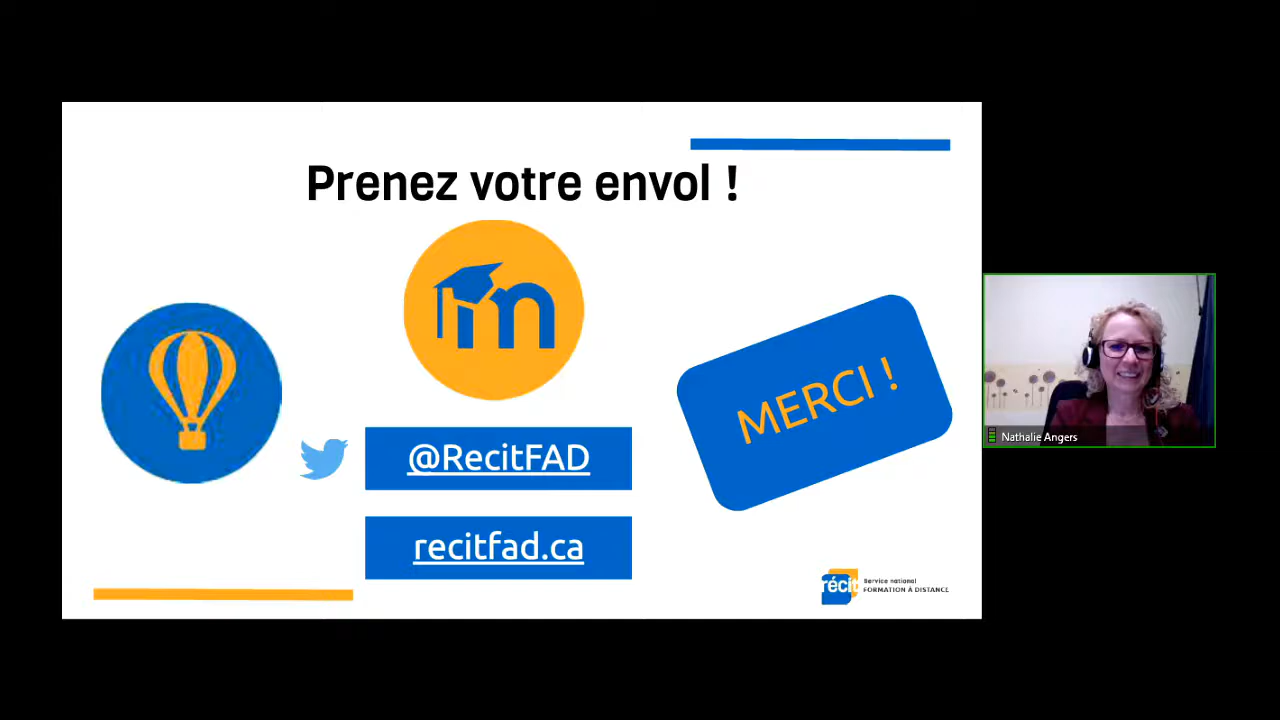 Prenez votre envol !
m
@RecitFAD
recitfad.ca
MERCI !
récit
Service national
FORMATION À DISTANCE
Nathalie Angers